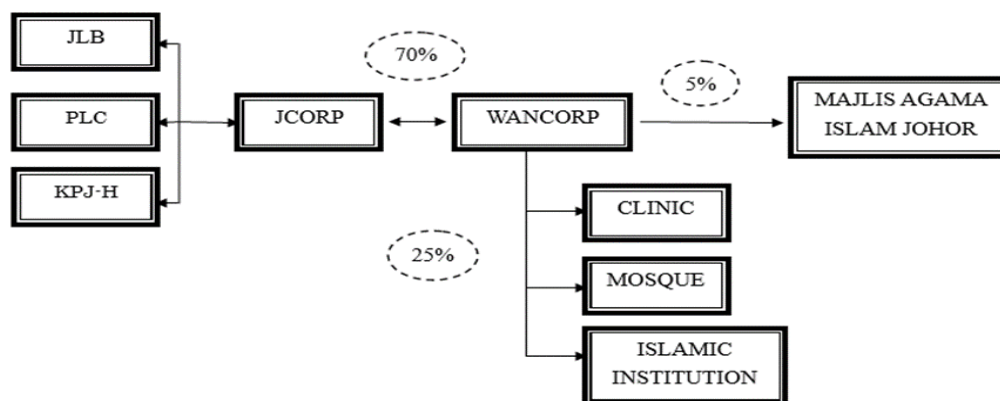 JLB
70%
5%
PLC
JCORP
WANCORP
MAJLIS AGAMA
ISLAM JOHOR
KPJ-H
CLINIC
25%
MOSQUE
ISLAMIC
INSTITUTION